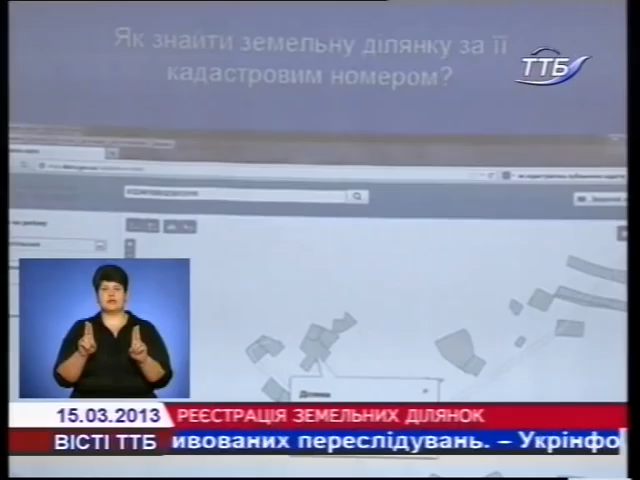 Як знайти земельну ділянку за її
кадастровим номером?
ТТБ
Ділянка
15.03.2013
РЕЄСТРАЦІЯ ЗЕМЕЛЬНИХ ДІЛЯНОК
ВІСТІ ТТБ
ивованих переслідувань. – Укрінфо